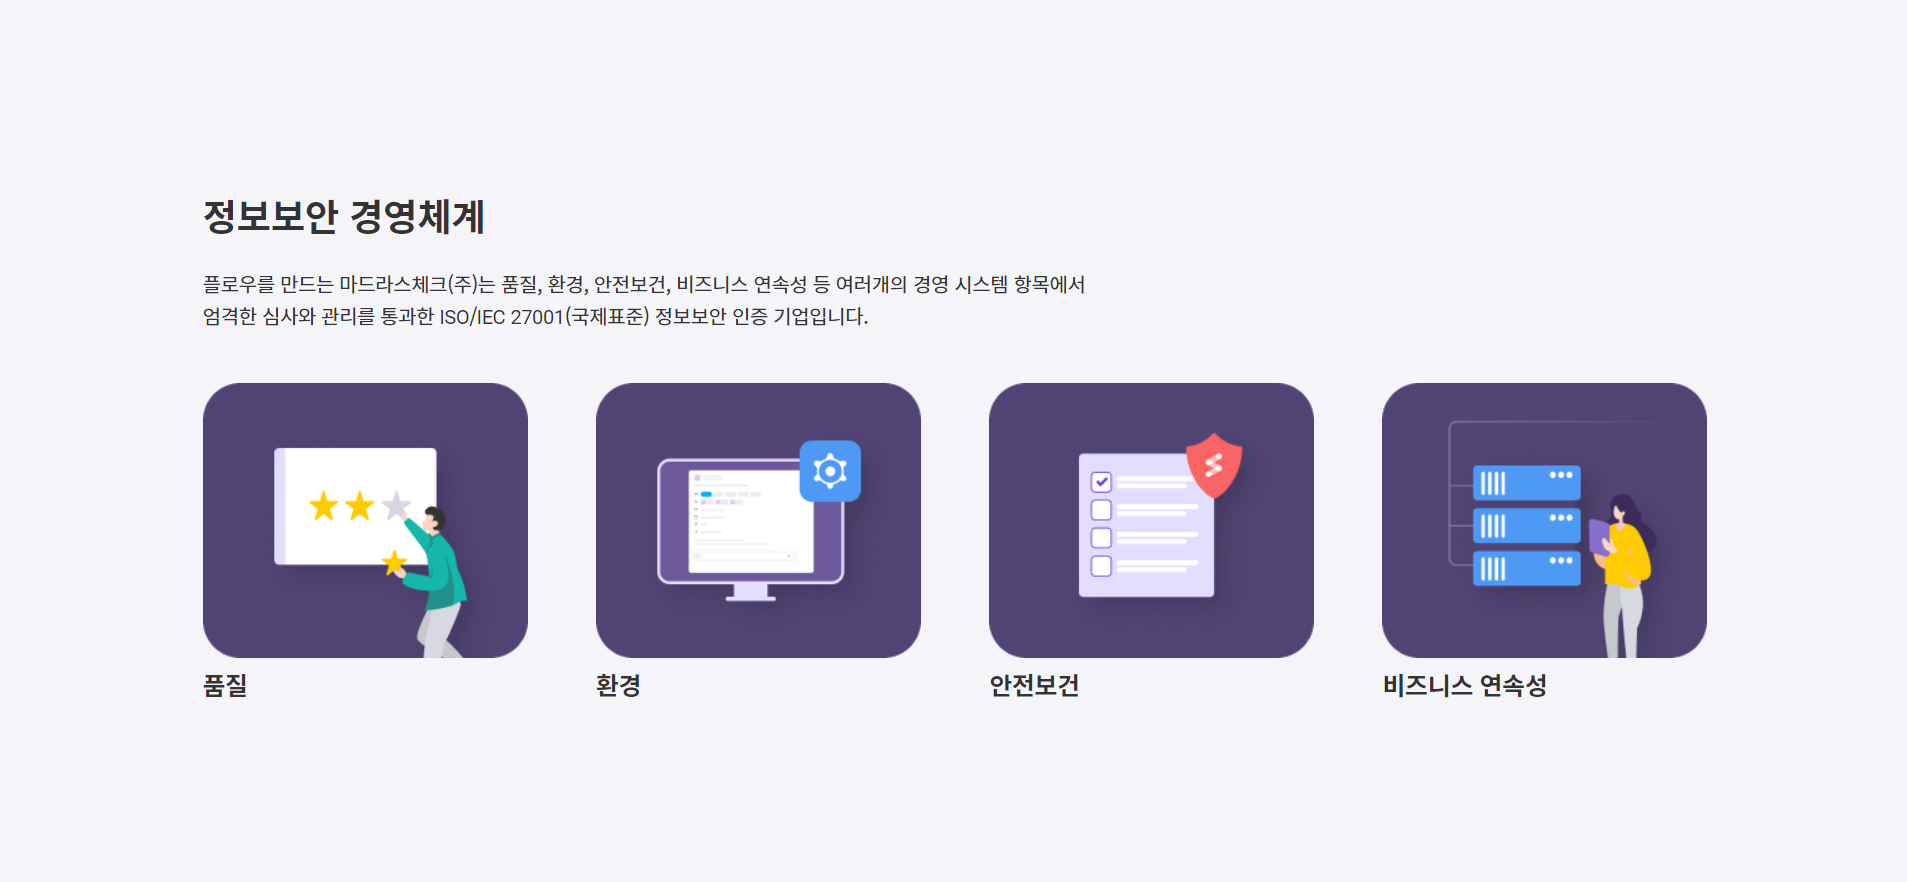 정보보안 경영체계
플로우를 만드는 마드라스체크(주)는 품질, 환경, 안전보건, 비즈니스 연속성 등 여러개의 경영 시스템 항목에서
엄격한 심사와 관리를 통과한 ISO/IEC 27001(국제표준) 정보보안 인증 기업입니다.
품질
환경
안전보건
비즈니스 연속성